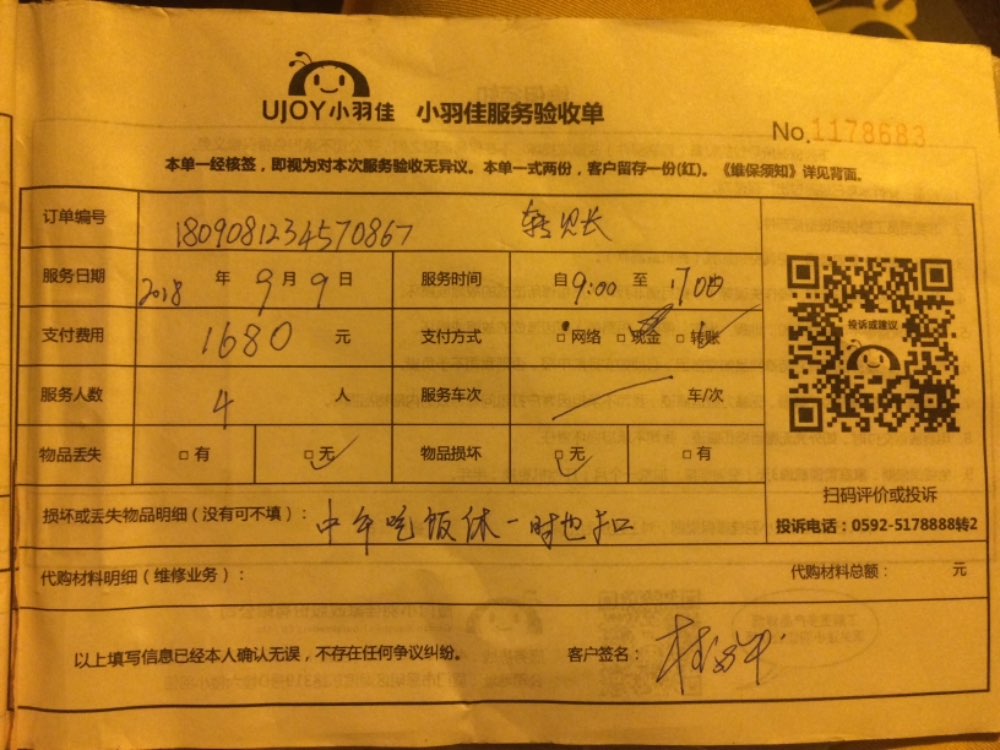 UJOY小羽佳 小羽佳服务验收单
No.1178683
本单一经核签，即视为对本次服务验收无异议。本单一式两份，客户留存一份(红)。《维保须知》详见背面。
订单编号 1809081234570867
服务日期 2018 年 9 月 9 日 服务时间 自 9:00 至 17:00
支付费用 1680 元 支付方式 □网络 □现金 □转账
投诉或建议
服务人数 4 人 服务车次 车/次
物品丢失 □有 □无 物品损坏 □无 □有
扫码评价或投诉
损坏或丢失物品明细（没有可不填）： 中午吃饭休一时也扣
投诉电话：0592-5178888转2
代购材料明细（维修业务）： 代购材料总额： 元
以上填写信息已经本人确认无误，不存在任何争议纠纷。 客户签名：